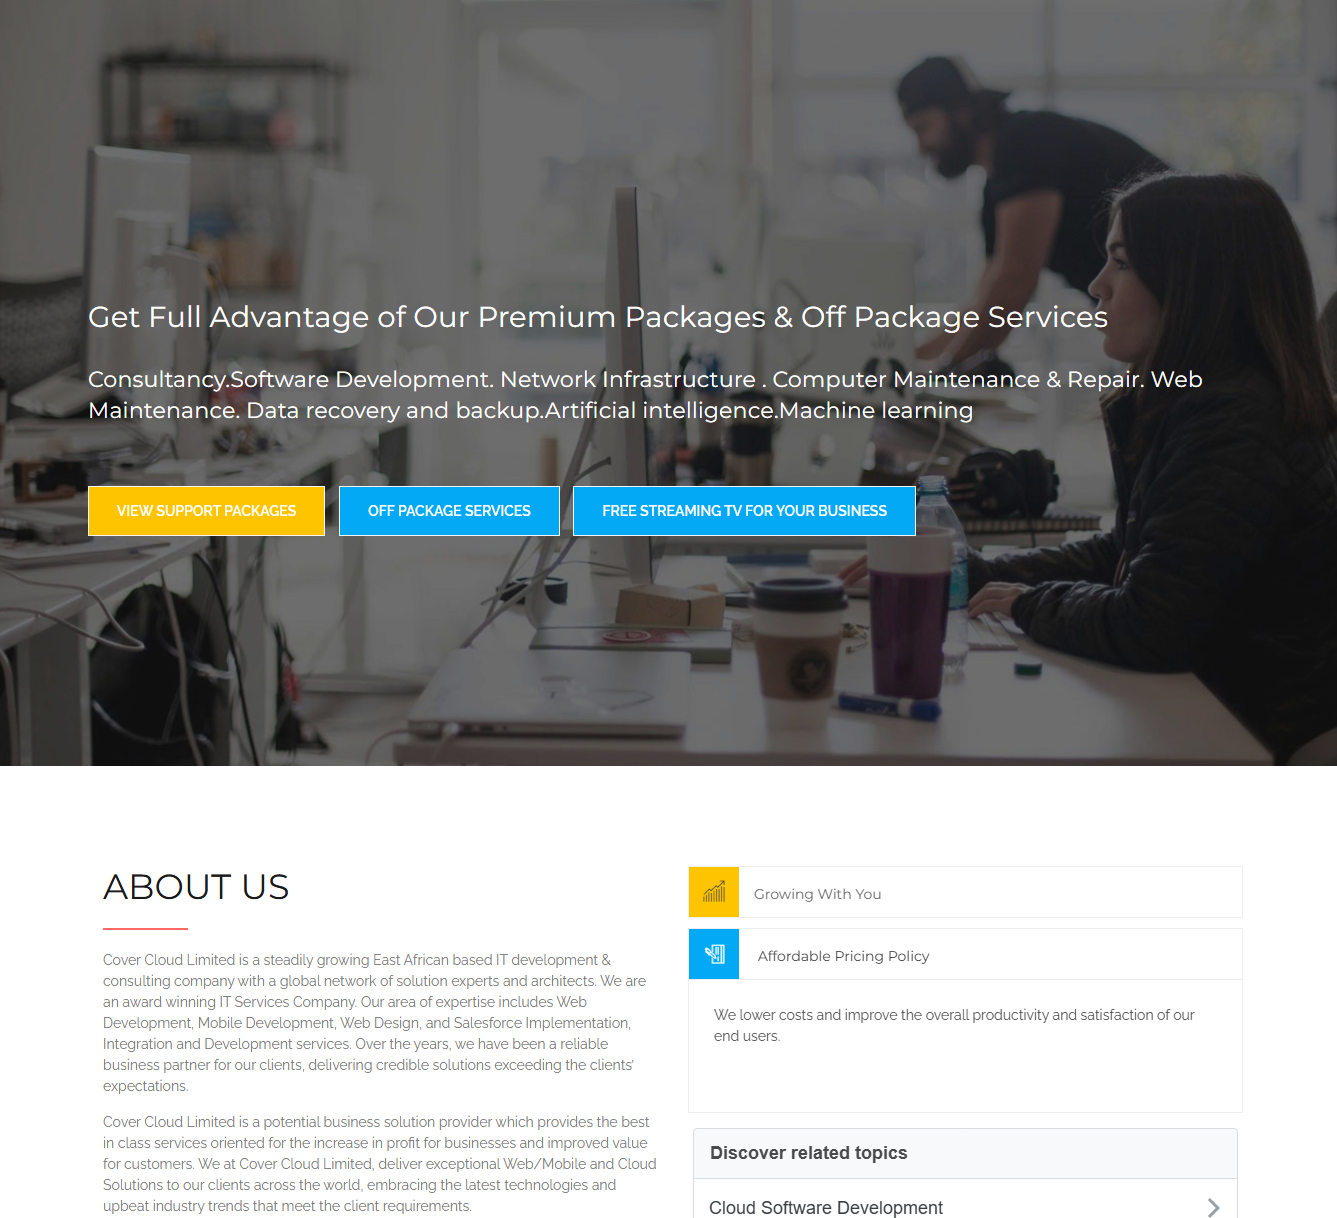 Get Full Advantage of Our Premium Packages & Off Package Services
Consultancy.Software Development. Network Infrastructure . Computer Maintenance & Repair. Web
Maintenance. Data recovery and backup.Artificial intelligence.Machine learning
VIEW SUPPORT PACKAGES
OFF PACKAGE SERVICES
FREE STREAMING TV FOR YOUR BUSINESS
ABOUT US
Cover Cloud Limited is a steadily growing East African based IT development &
consulting company with a global network of solution experts and architects. We are
an award winning IT Services Company. Our area of expertise includes Web
Development, Mobile Development, Web Design, and Salesforce Implementation,
Integration and Development services. Over the years, we have been a reliable
business partner for our clients, delivering credible solutions exceeding the clients'
expectations.
Cover Cloud Limited is a potential business solution provider which provides the best
in class services oriented for the increase in profit for businesses and improved value
for customers. We at Cover Cloud Limited, deliver exceptional Web/Mobile and Cloud
Solutions to our clients across the world, embracing the latest technologies and
upbeat industry trends that meet the client requirements.
Growing With You
Affordable Pricing Policy
We lower costs and improve the overall productivity and satisfaction of our
end users.
Discover related topics
Cloud Software Development